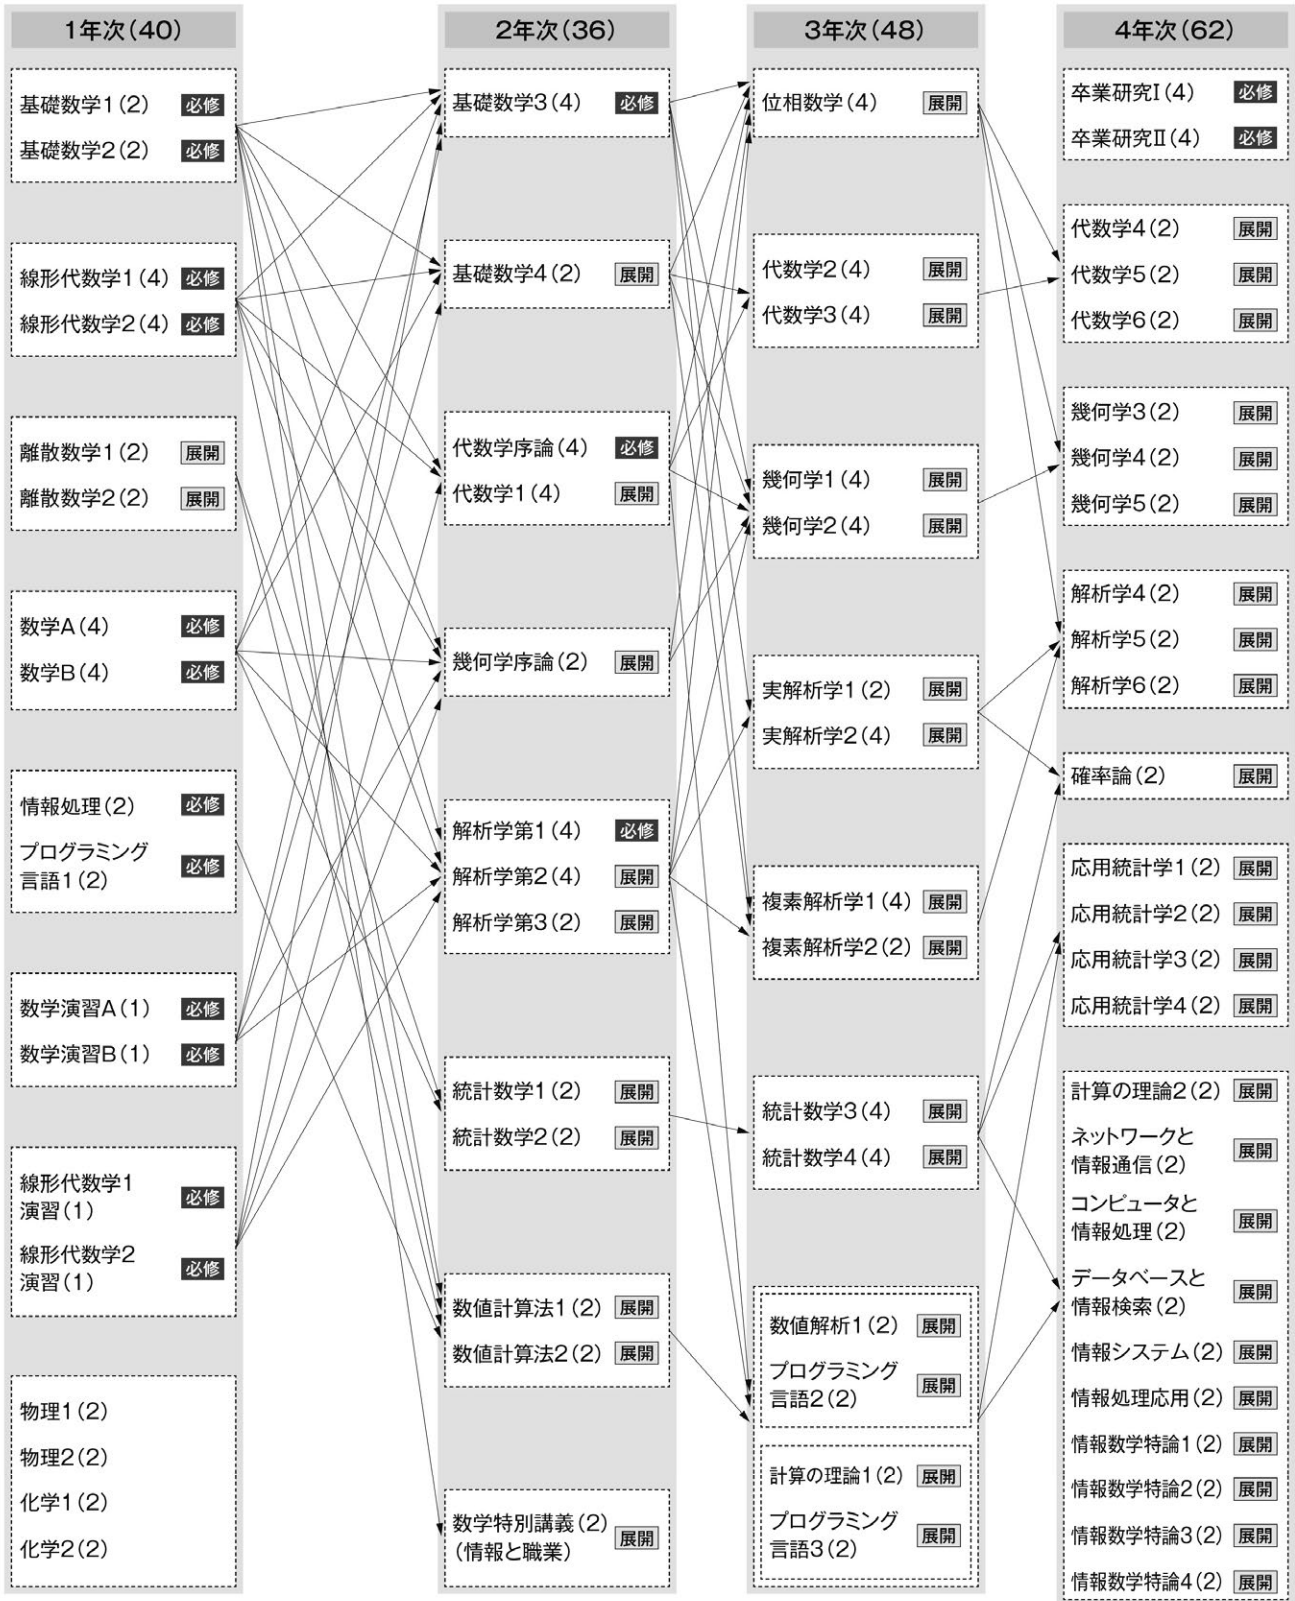 1年次(40)
基礎数学1(2) 必修
基礎数学2(2) 必修
線形代数学1(4) 必修
線形代数学2(4) 必修
離散数学1(2) 展開
離散数学2(2) 展開
数学A(4) 必修
数学B(4) 必修
情報処理(2) 必修
プログラミング
言語1(2) 必修
数学演習A(1) 必修
数学演習B(1) 必修
線形代数学1
演習(1) 必修
線形代数学2
演習(1) 必修
物理1(2)
物理2(2)
化学1(2)
化学2(2)
2年次(36)
基礎数学3(4) 必修
基礎数学4(2) 展開
代数学序論(4) 必修
代数学1(4) 展開
幾何学序論(2) 展開
解析学第1(4) 必修
解析学第2(4) 展開
解析学第3(2) 展開
統計数学1(2) 展開
統計数学2(2) 展開
数値計算法1(2) 展開
数値計算法2(2) 展開
数学特別講義(2)
(情報と職業) 展開
3年次(48)
位相数学(4) 展開
代数学2(4) 展開
代数学3(4) 展開
幾何学1(4) 展開
幾何学2(4) 展開
実解析学1(2) 展開
実解析学2(4) 展開
複素解析学1(4) 展開
複素解析学2(2) 展開
統計数学3(4) 展開
統計数学4(4) 展開
数値解析1(2) 展開
プログラミング
言語2(2) 展開
計算の理論1(2) 展開
プログラミング
言語3(2) 展開
4年次(62)
卒業研究I(4) 必修
卒業研究II(4) 必修
代数学4(2) 展開
代数学5(2) 展開
代数学6(2) 展開
幾何学3(2) 展開
幾何学4(2) 展開
幾何学5(2) 展開
解析学4(2) 展開
解析学5(2) 展開
解析学6(2) 展開
確率論(2) 展開
応用統計学1(2) 展開
応用統計学2(2) 展開
応用統計学3(2) 展開
応用統計学4(2) 展開
計算の理論2(2) 展開
ネットワークと
情報通信(2) 展開
コンピュータと
情報処理(2) 展開
データベースと
情報検索(2) 展開
情報システム(2) 展開
情報処理応用(2) 展開
情報数学特論1(2) 展開
情報数学特論2(2) 展開
情報数学特論3(2) 展開
情報数学特論4(2) 展開